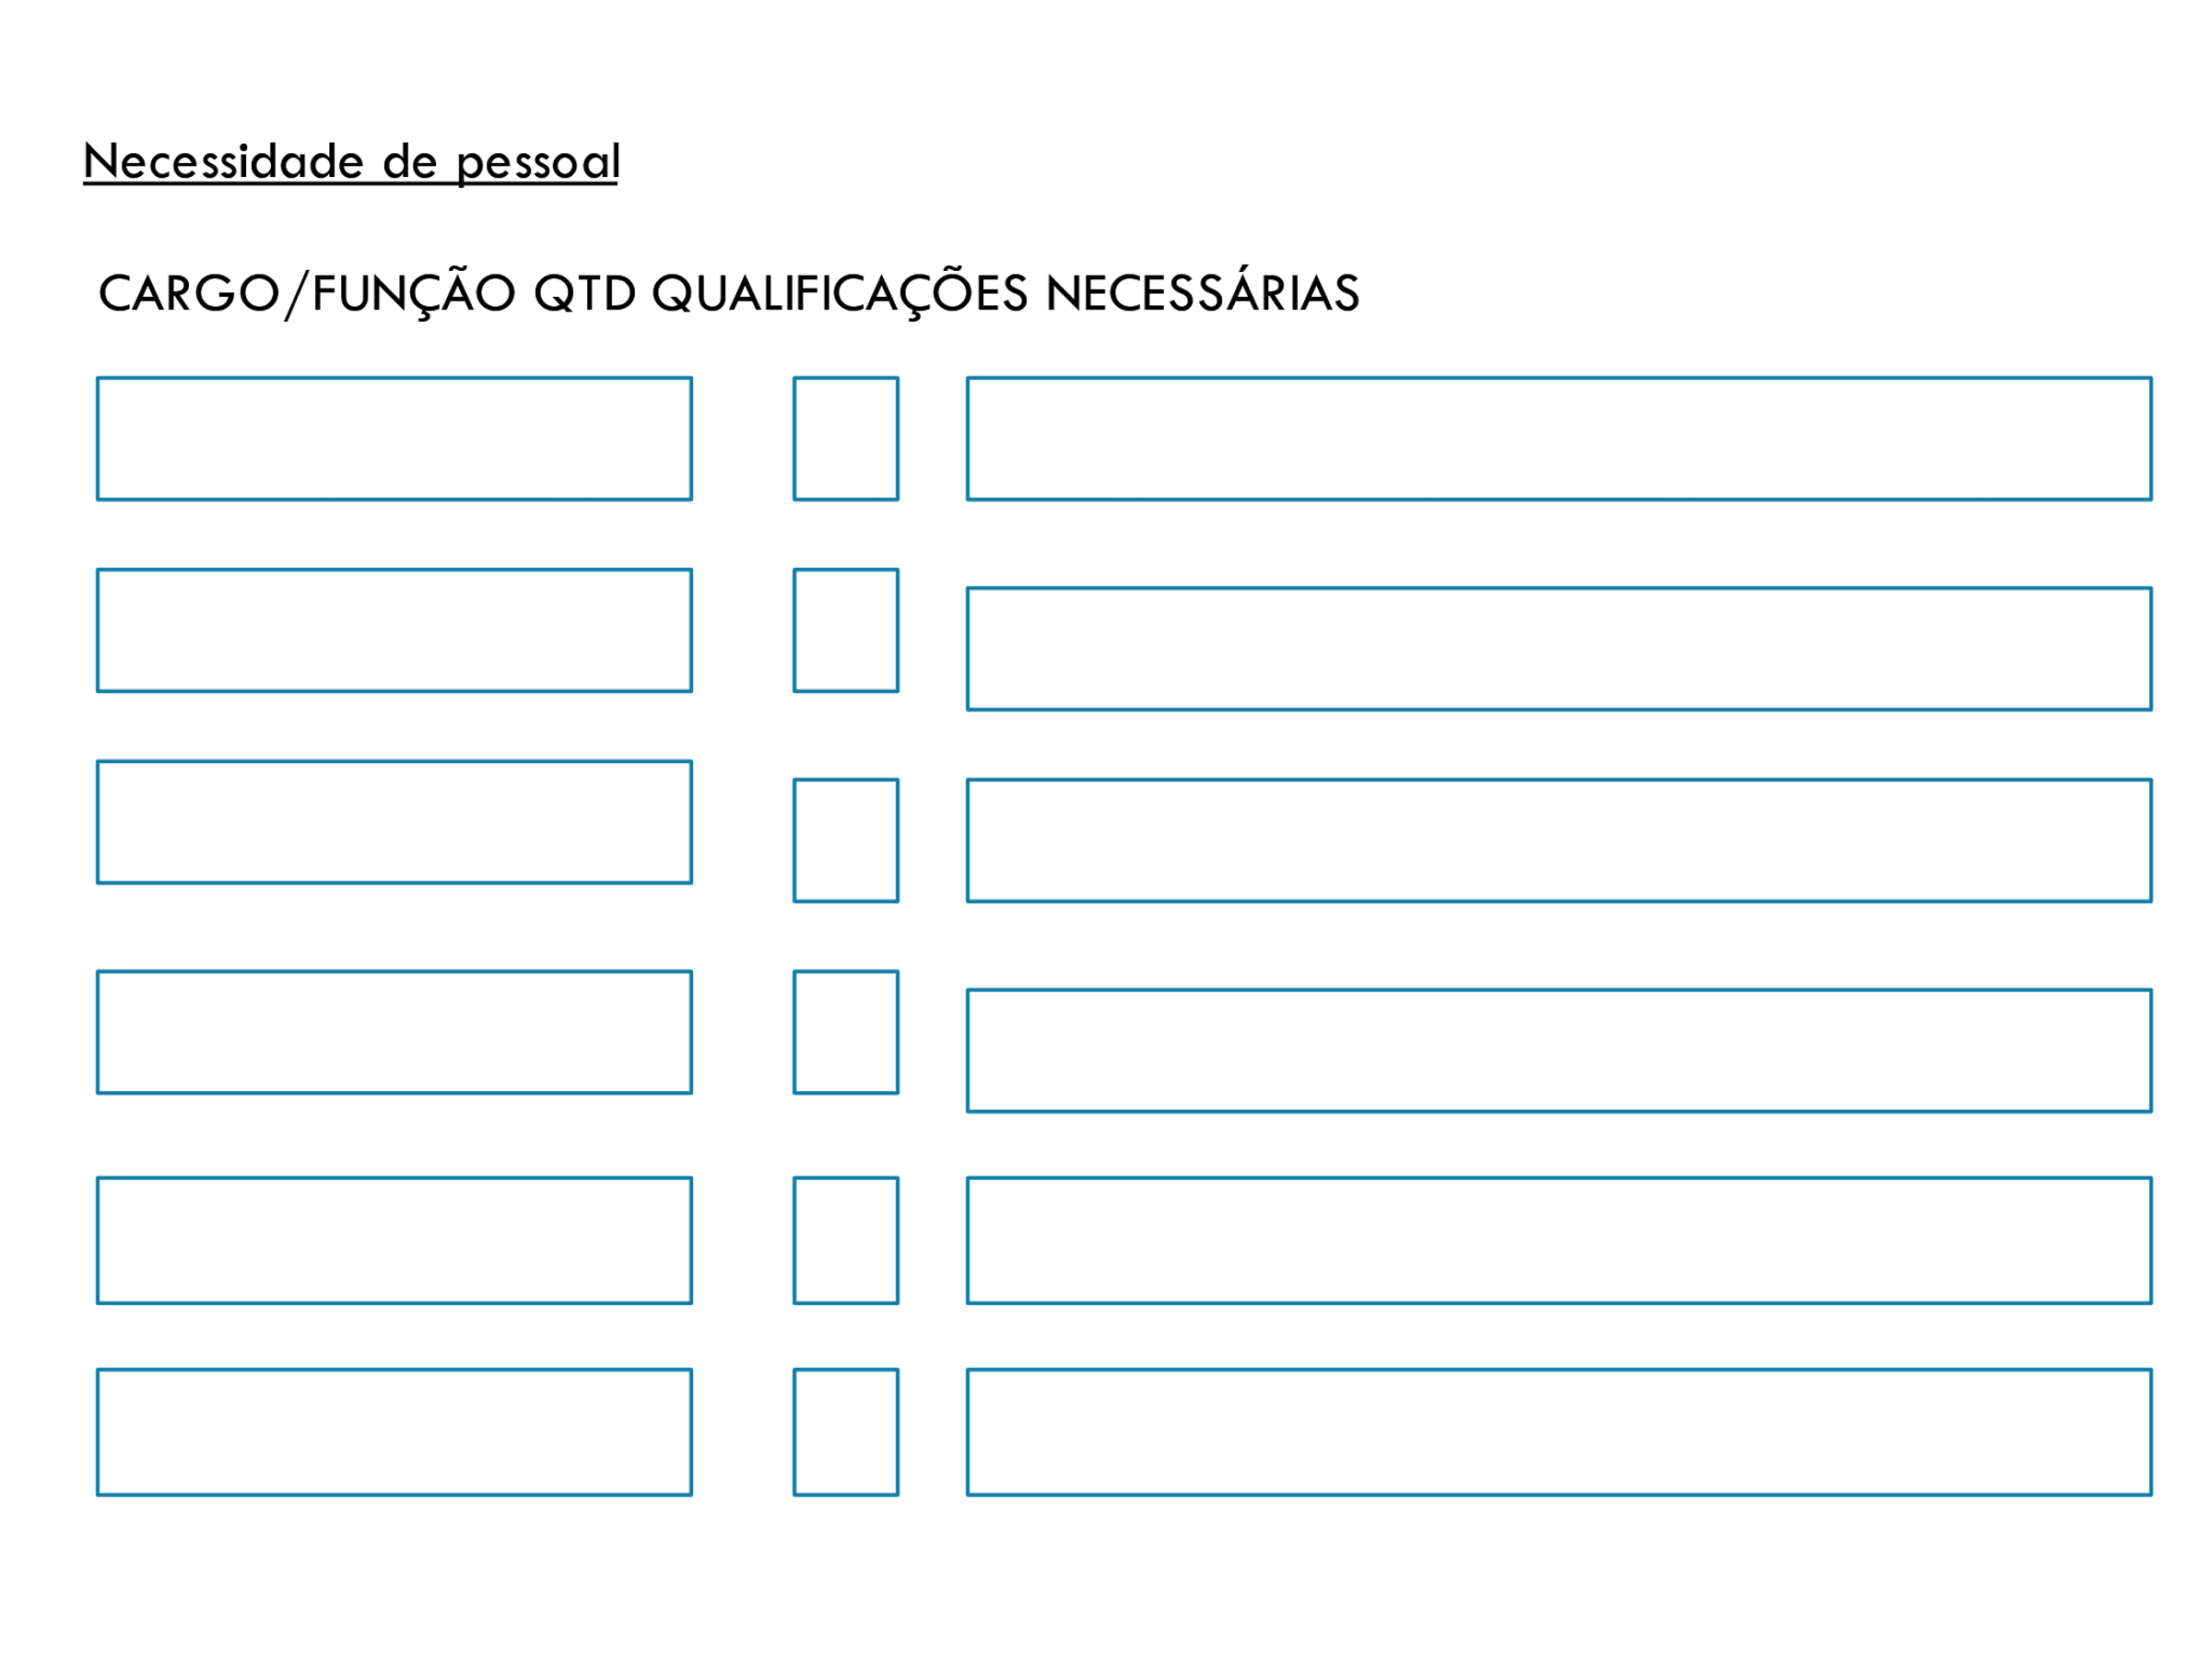 Necessidade de pessoal
CARGO/FUNÇÃO QTD QUALIFICAÇÕES NECESSÁRIAS